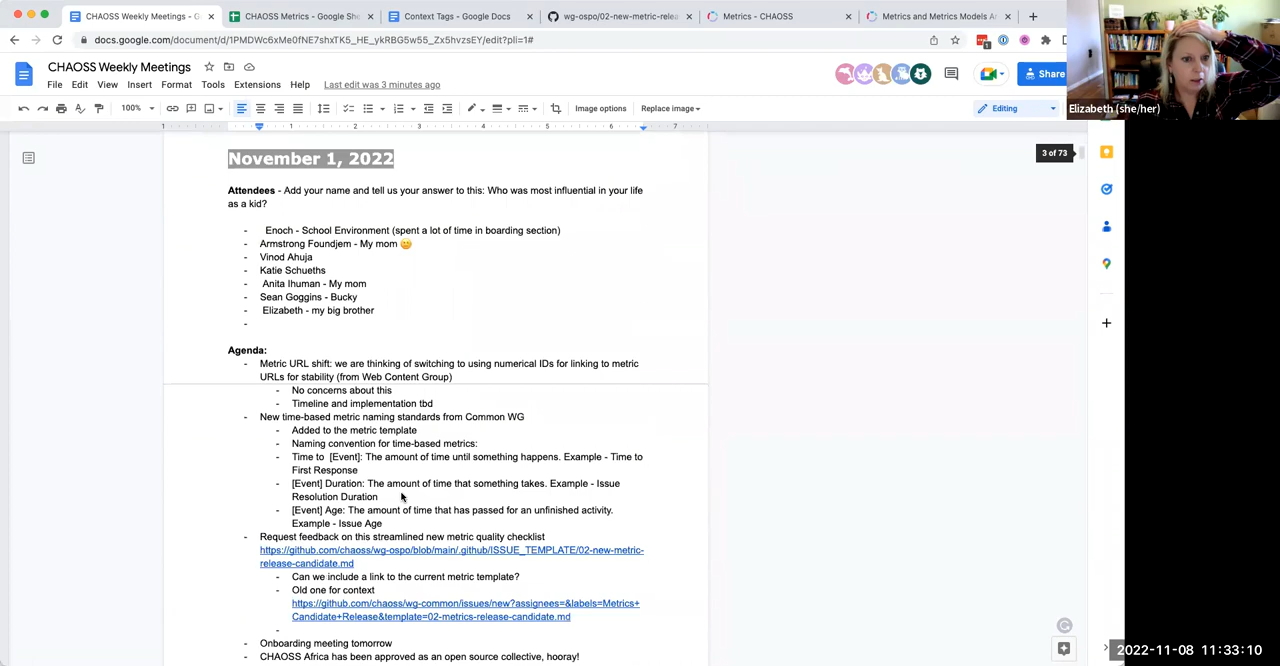 CHAOSS Weekly Meetings - G
CHAOSS Metrics - Google She
Context Tags - Google Docs
wg-ospo/02-new-metric-relea
Metrics - CHAOSS
Metrics and Metrics Models A
docs.google.com/document/d/1PMDWc6xMe0fNE7shxTK5_HE_ykRBG5w55_Zx5hvzsEY/edit?pli=1#
CHAOSS Weekly Meetings
File Edit View Insert Format Tools Extensions Help Last edit was 3 minutes ago
Share
100%
Image options
Replace image
Editing
Elizabeth (she/her)
1 1 2 3 4 5 6 7
3 of 73
November 1, 2022
Attendees - Add your name and tell us your answer to this: Who was most influential in your life
as a kid?
- Enoch - School Environment (spent a lot of time in boarding section)
- Armstrong Foundjem - My mom 🙂
- Vinod Ahuja
- Katie Schueths
- Anita Ihuman - My mom
- Sean Goggins - Bucky
- Elizabeth - my big brother
-
Agenda:
- Metric URL shift: we are thinking of switching to using numerical IDs for linking to metric
URLs for stability (from Web Content Group)
- No concerns about this
- Timeline and implementation tbd
- New time-based metric naming standards from Common WG
- Added to the metric template
- Naming convention for time-based metrics:
- Time to [Event]: The amount of time until something happens. Example - Time to
First Response
- [Event] Duration: The amount of time that something takes. Example - Issue
Resolution Duration
- [Event] Age: The amount of time that has passed for an unfinished activity.
Example - Issue Age
- Request feedback on this streamlined new metric quality checklist
https://github.com/chaoss/wg-ospo/blob/main/.github/ISSUE_TEMPLATE/02-new-metric-
release-candidate.md
- Can we include a link to the current metric template?
- Old one for context
https://github.com/chaoss/wg-common/issues/new?assignees=&labels=Metrics+
Candidate+Release&template=02-metrics-release-candidate.md
-
- Onboarding meeting tomorrow
- CHAOSS Africa has been approved as an open source collective, hooray!
2022-11-08 11:33:10